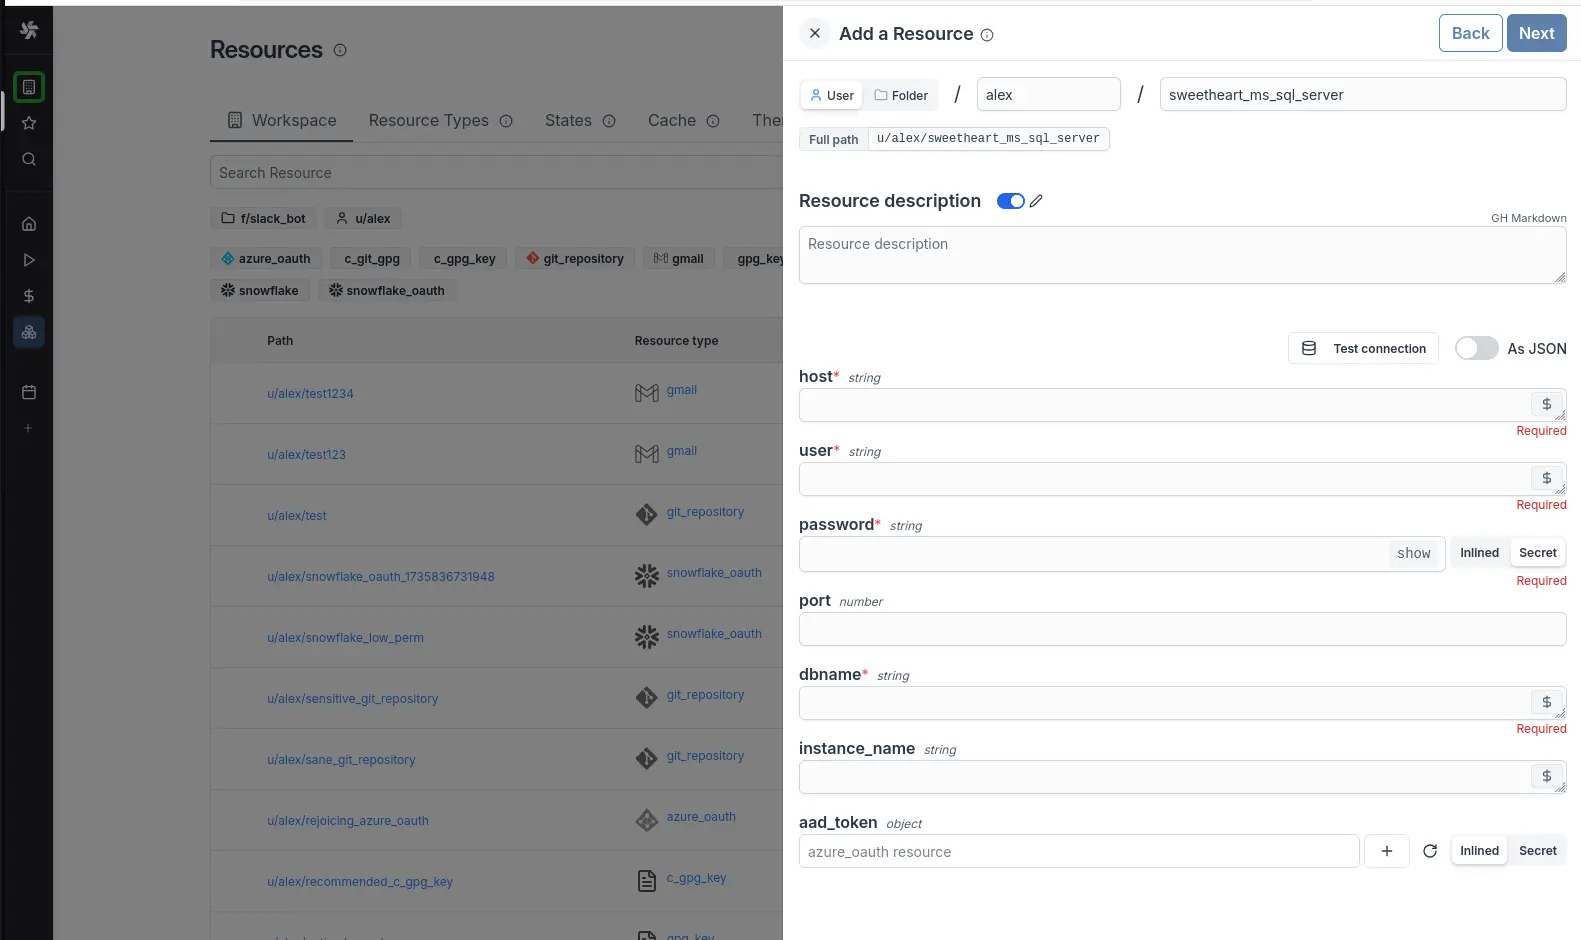 Resources
Workspace
Resource Types
States
Cache
The
Search Resource
f/slack_bot
u/alex
azure_oauth
c_git_gpg
c_gpg_key
git_repository
gmail
gpg_key
snowflake
snowflake_oauth
Path
Resource type
u/alex/test1234
gmail
u/alex/test123
gmail
u/alex/test
git_repository
u/alex/snowflake_oauth_1735836731948
snowflake_oauth
u/alex/snowflake_low_perm
snowflake_oauth
u/alex/sensitive_git_repository
git_repository
u/alex/sane_git_repository
git_repository
u/alex/rejoicing_azure_oauth
azure_oauth
u/alex/recommended_c_gpg_key
c_gpg_key
gpg_key
Add a Resource
Back
Next
User
Folder
/
alex
/
sweetheart_ms_sql_server
Full path
u/alex/sweetheart_ms_sql_server
Resource description
GH Markdown
Resource description
Test connection
As JSON
host* string
$
Required
user* string
$
Required
password* string
show
Inlined
Secret
Required
port number
dbname* string
$
Required
instance_name string
$
aad_token object
azure_oauth resource
+
Inlined
Secret